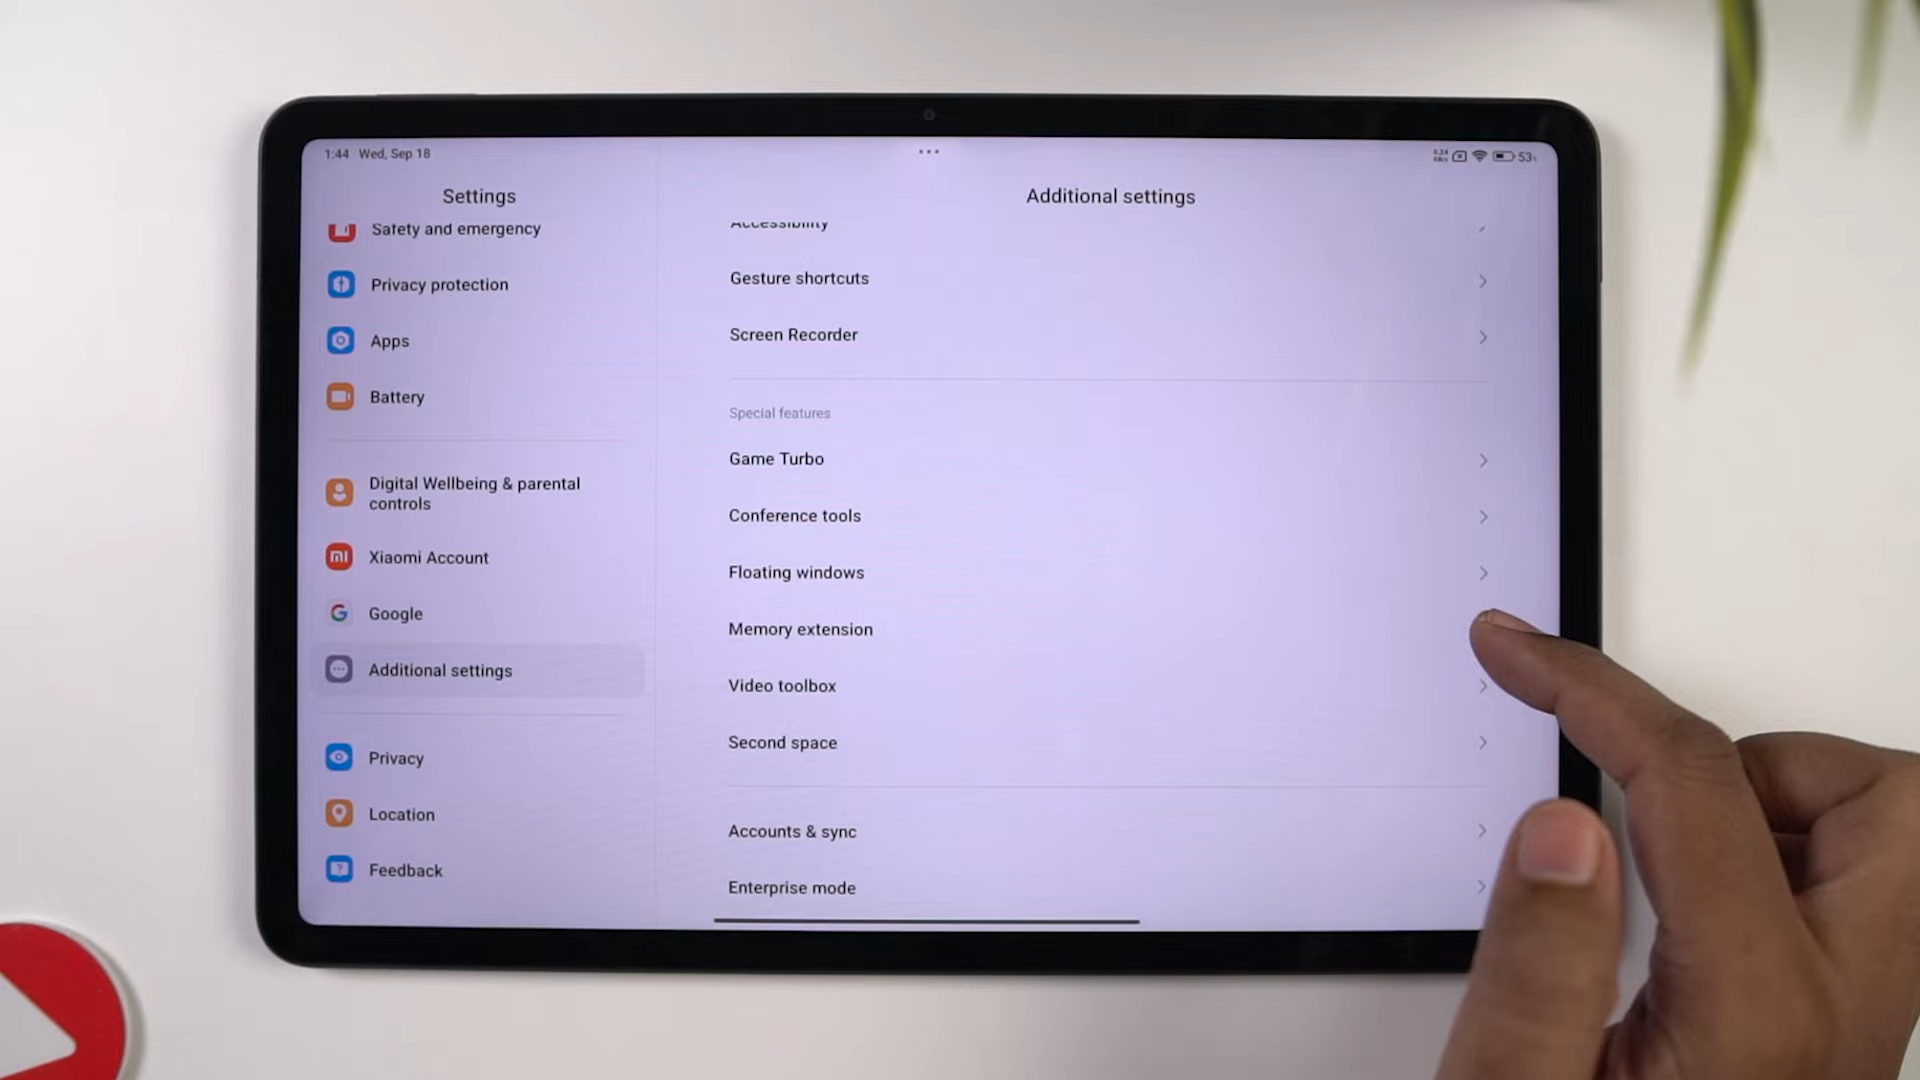 1:44 Wed, Sep 18
53
Settings
Safety and emergency
Privacy protection
Apps
Battery
Digital Wellbeing & parental
controls
Xiaomi Account
Google
Additional settings
Privacy
Location
Feedback
Additional settings
Accessibility
Gesture shortcuts
Screen Recorder
Special features
Game Turbo
Conference tools
Floating windows
Memory extension
Video toolbox
Second space
Accounts & sync
Enterprise mode